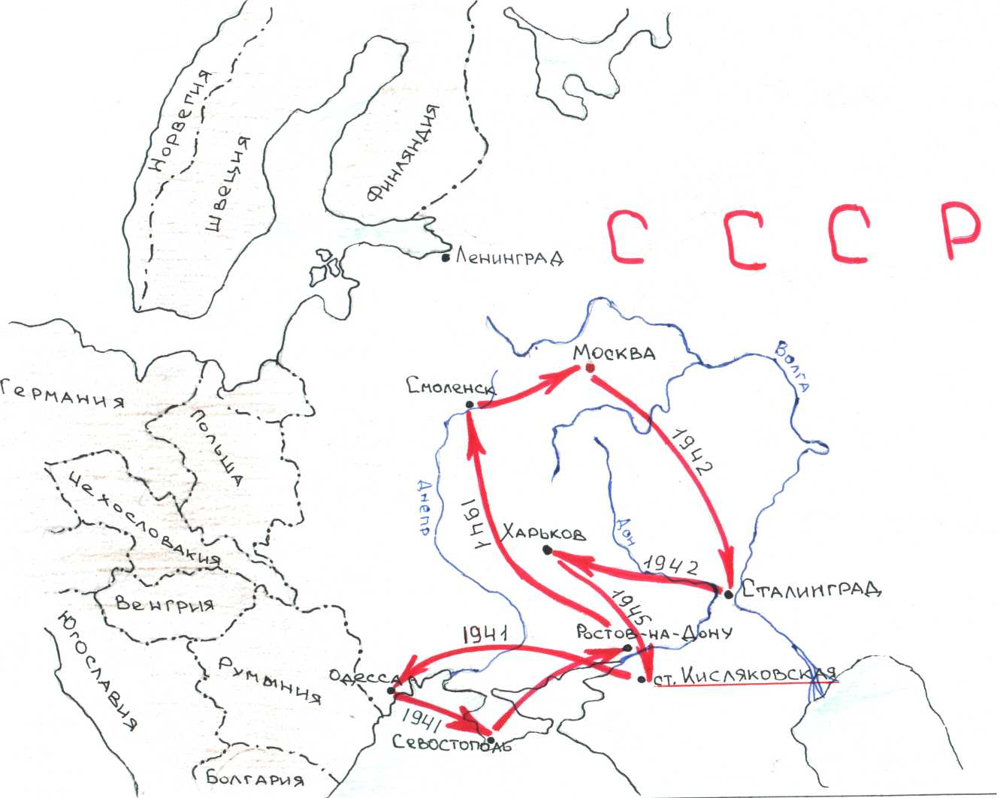 Норвегия
Швеция
Финляндия
Ленинград
СССР
Волга
Москва
Смоленск
Германия
Польша
1942
Чехословакия
Днепр
1941
Харьков
Дон
1942
Сталинград
Венгрия
1945
Югославия
1941
Ростов-на-Дону
Румыния
Одесса
ст. Кисляковская
1941
Севостополь
Болгария